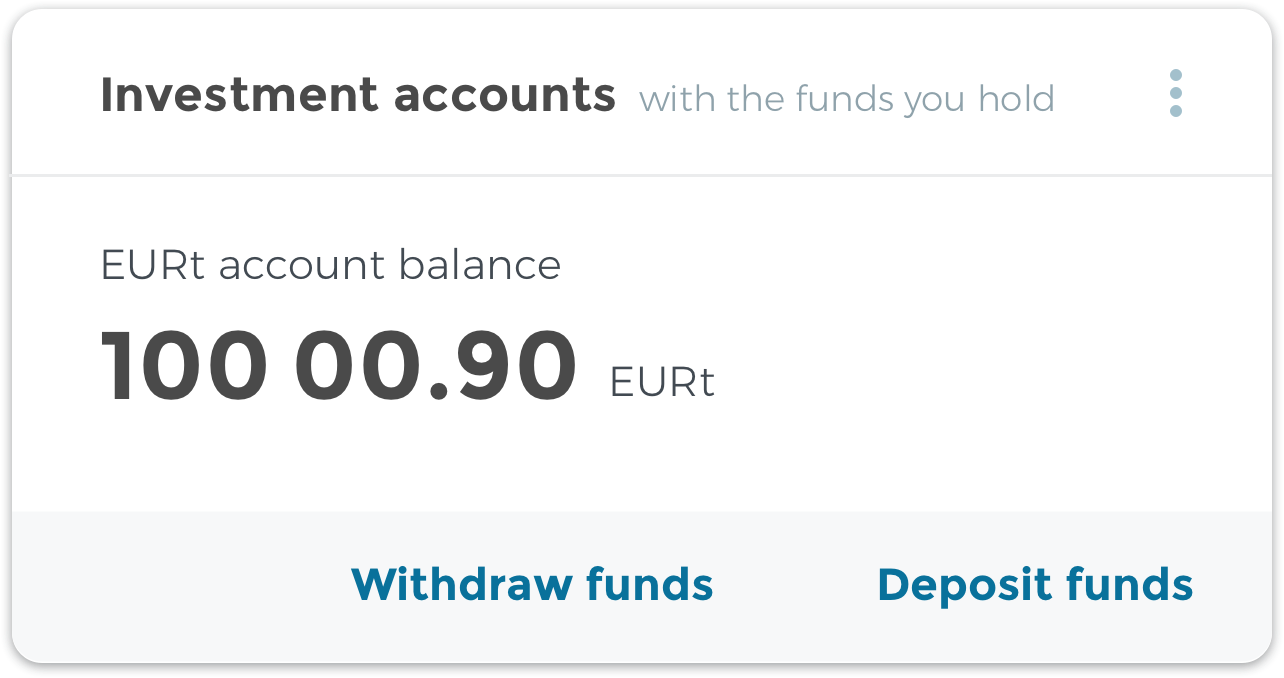 Investment accounts with the funds you hold
EURt account balance
100 00.90 EURt
Withdraw funds Deposit funds